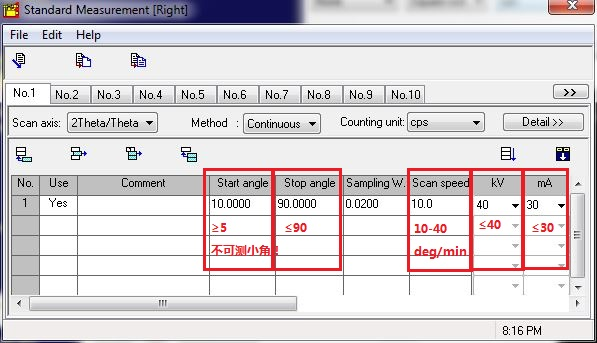 Standard Measurement [Right]
File Edit Help
No.1 No.2 No.3 No.4 No.5 No.6 No.7 No.8 No.9 No.10 >>
Scan axis: 2Theta/Theta Method : Continuous Counting unit: cps Detail >>
No. Use Comment Start angle Stop angle Sampling W. Scan speed kV mA
1 Yes 10.0000 90.0000 0.0200 10.0 40 30
≥5 ≤90 10-40 ≤40 ≤30
不可测小角! deg/min
8:16 PM